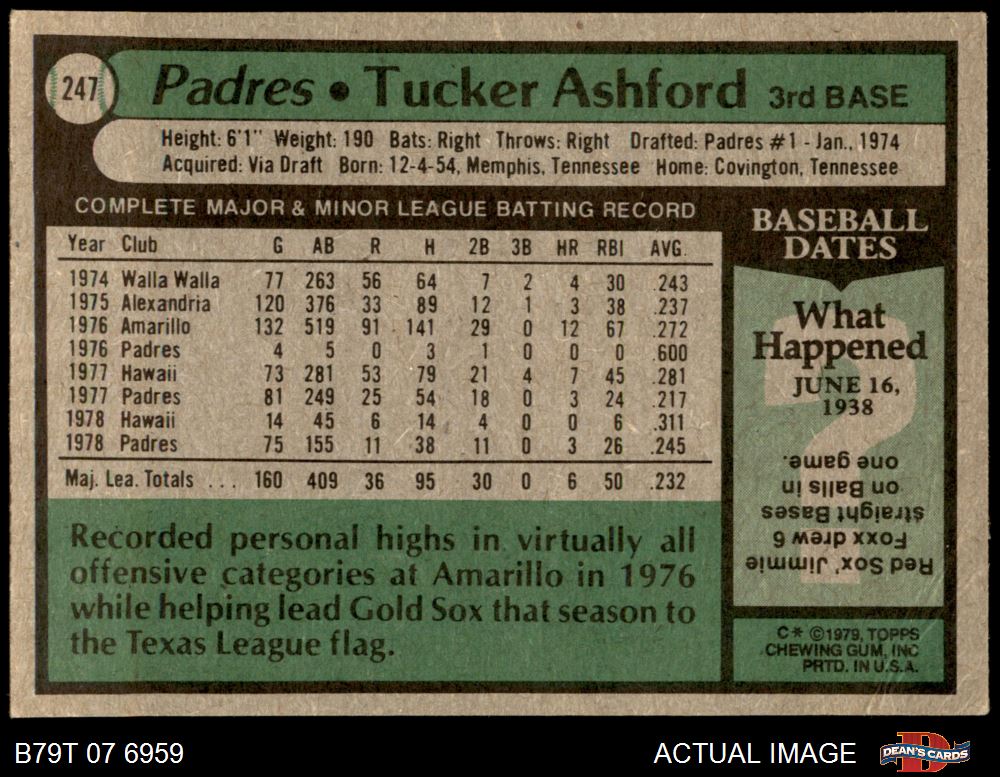 247
Padres • Tucker Ashford 3rd BASE
Height: 6'1" Weight: 190 Bats: Right Throws: Right Drafted: Padres #1 - Jan., 1974
Acquired: Via Draft Born: 12-4-54, Memphis, Tennessee Home: Covington, Tennessee
COMPLETE MAJOR & MINOR LEAGUE BATTING RECORD
Year Club G AB R H 2B 3B HR RBI AVG.
1974 Walla Walla 77 263 56 64 7 2 4 30 .243
1975 Alexandria 120 376 33 89 12 1 3 38 .237
1976 Amarillo 132 519 91 141 29 0 12 67 .272
1976 Padres 4 5 0 3 1 0 0 0 .600
1977 Hawaii 73 281 53 79 21 4 7 45 .281
1977 Padres 81 249 25 54 18 0 3 24 .217
1978 Hawaii 14 45 6 14 4 0 0 6 .311
1978 Padres 75 155 11 38 11 0 3 26 .245
Maj. Lea. Totals ... 160 409 36 95 30 0 6 50 .232
Recorded personal highs in virtually all
offensive categories at Amarillo in 1976
while helping lead Gold Sox that season to
the Texas League flag.
BASEBALL
DATES
What
Happened
JUNE 16,
1938
Red Sox' Jimmie
Foxx drew 6
straight Bases
on Balls in
one game.
C* ©1979, TOPPS
CHEWING GUM, INC
PRTD. IN U.S.A.
B79T 07 6959
ACTUAL IMAGE
DEAN'S CARDS